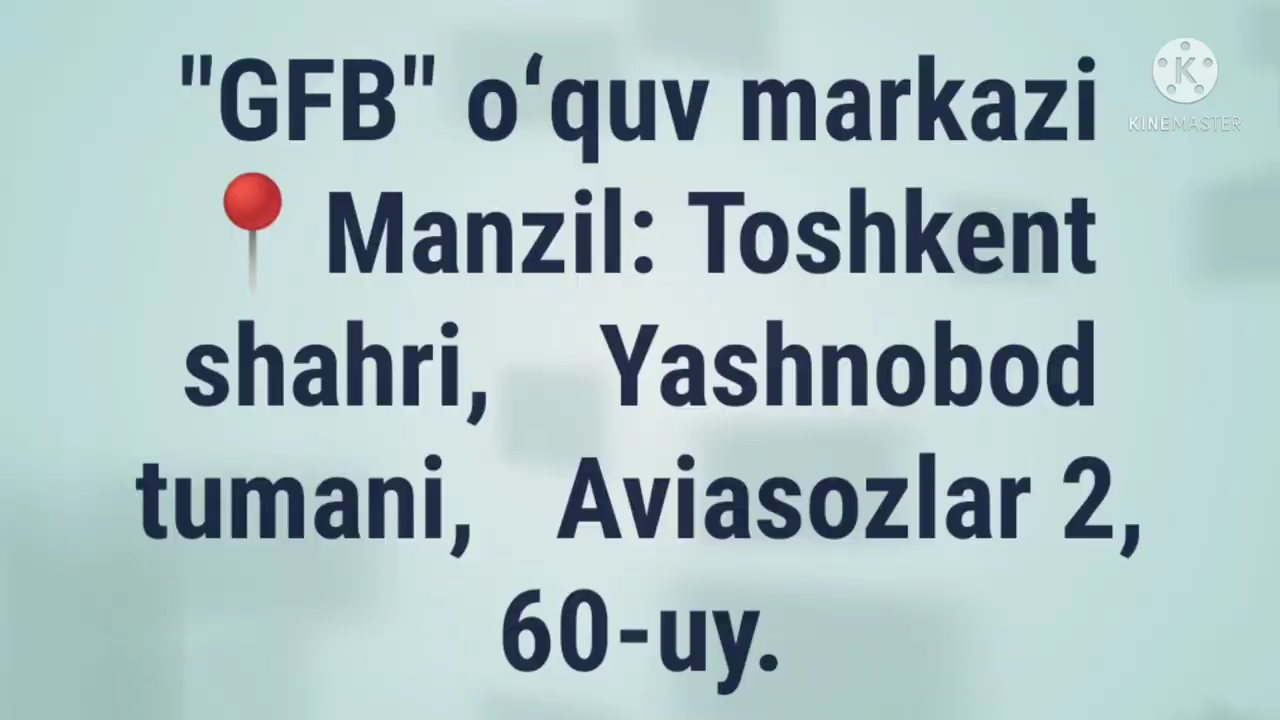 "GFB" o‘quv markazi
📍 Manzil: Toshkent
shahri, Yashnobod
tumani, Aviasozlar 2,
60-uy.
K
KINEMASTER